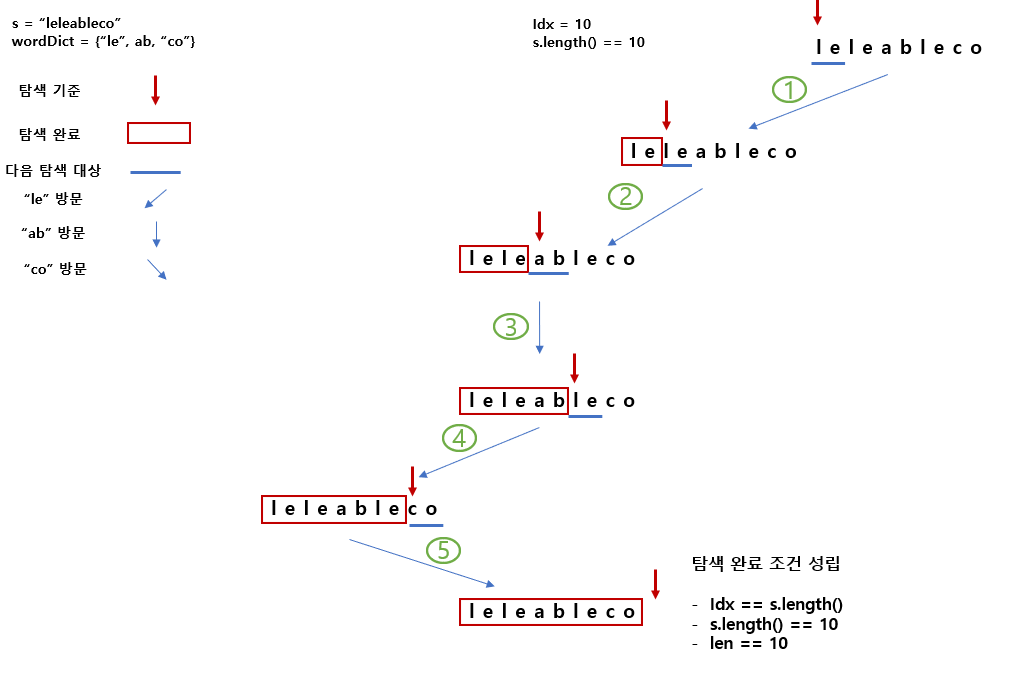 s = “leleableco”
wordDict = {“le”, ab, “co”}
탐색 기준
탐색 완료
다음 탐색 대상
“le” 방문
“ab” 방문
“co” 방문
Idx = 10
s.length() == 10
l e l e a b l e c o
①
l e l e a b l e c o
②
l e l e a b l e c o
③
l e l e a b l e c o
④
l e l e a b l e c o
⑤
l e l e a b l e c o
탐색 완료 조건 성립
- Idx == s.length()
- s.length() == 10
- len == 10